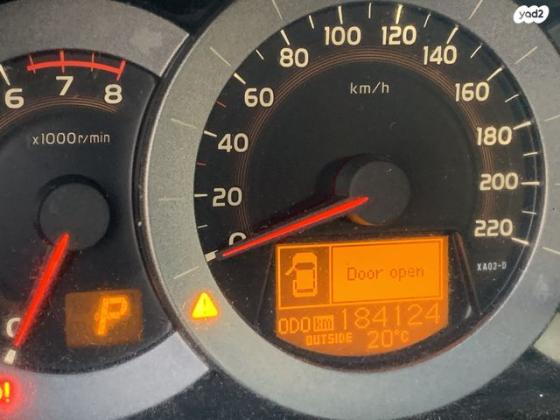 yad2
6 7 8
x1000r/min
P
0
0 20 40 60 80 100 120 140 160 180 200 220
km/h
XA02-D
Door open
ODO km 184124
OUTSIDE 20°C
!